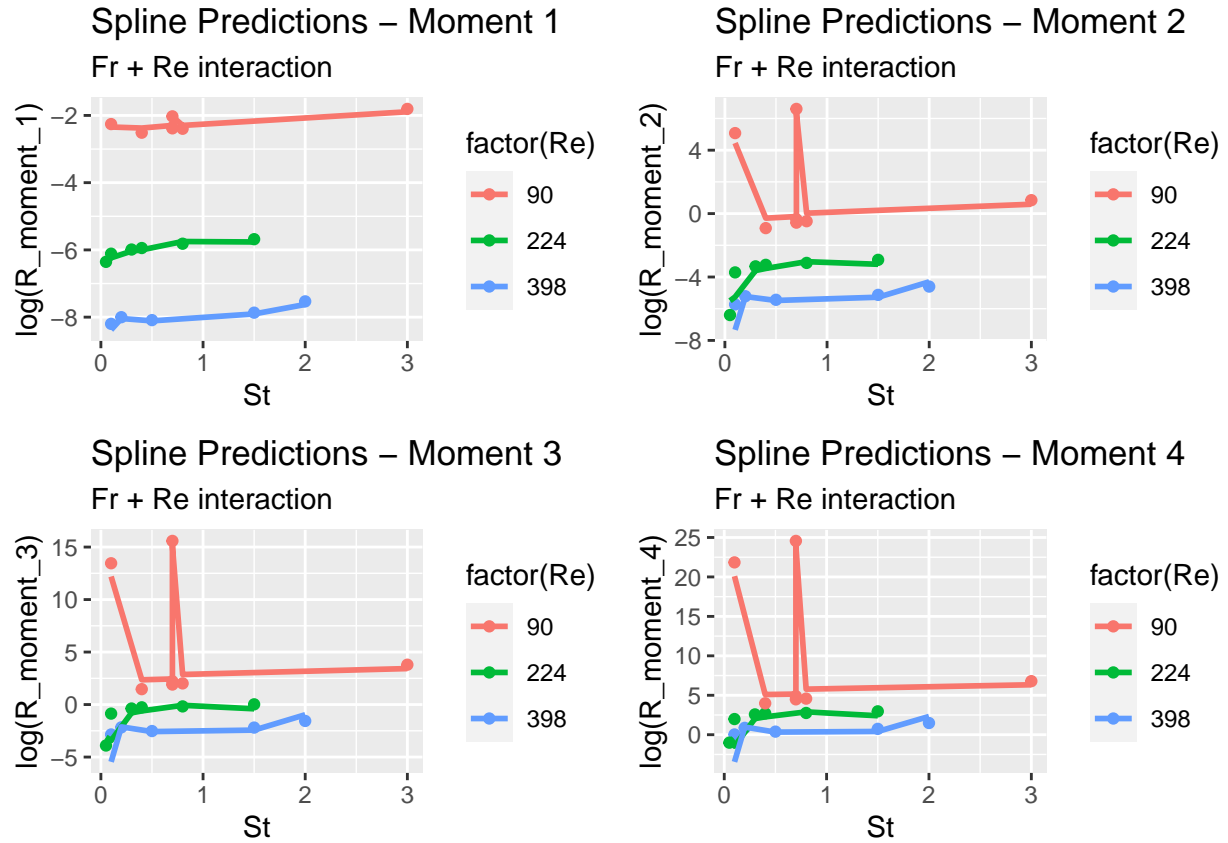 Spline Predictions – Moment 1
Fr + Re interaction
log(R_moment_1)
−2
−4
−6
−8
0 1 2 3
St
factor(Re)
90
224
398
Spline Predictions – Moment 2
Fr + Re interaction
log(R_moment_2)
4
0
−4
−8
0 1 2 3
St
factor(Re)
90
224
398
Spline Predictions – Moment 3
Fr + Re interaction
log(R_moment_3)
15
10
5
0
−5
0 1 2 3
St
factor(Re)
90
224
398
Spline Predictions – Moment 4
Fr + Re interaction
log(R_moment_4)
25
20
15
10
5
0
0 1 2 3
St
factor(Re)
90
224
398